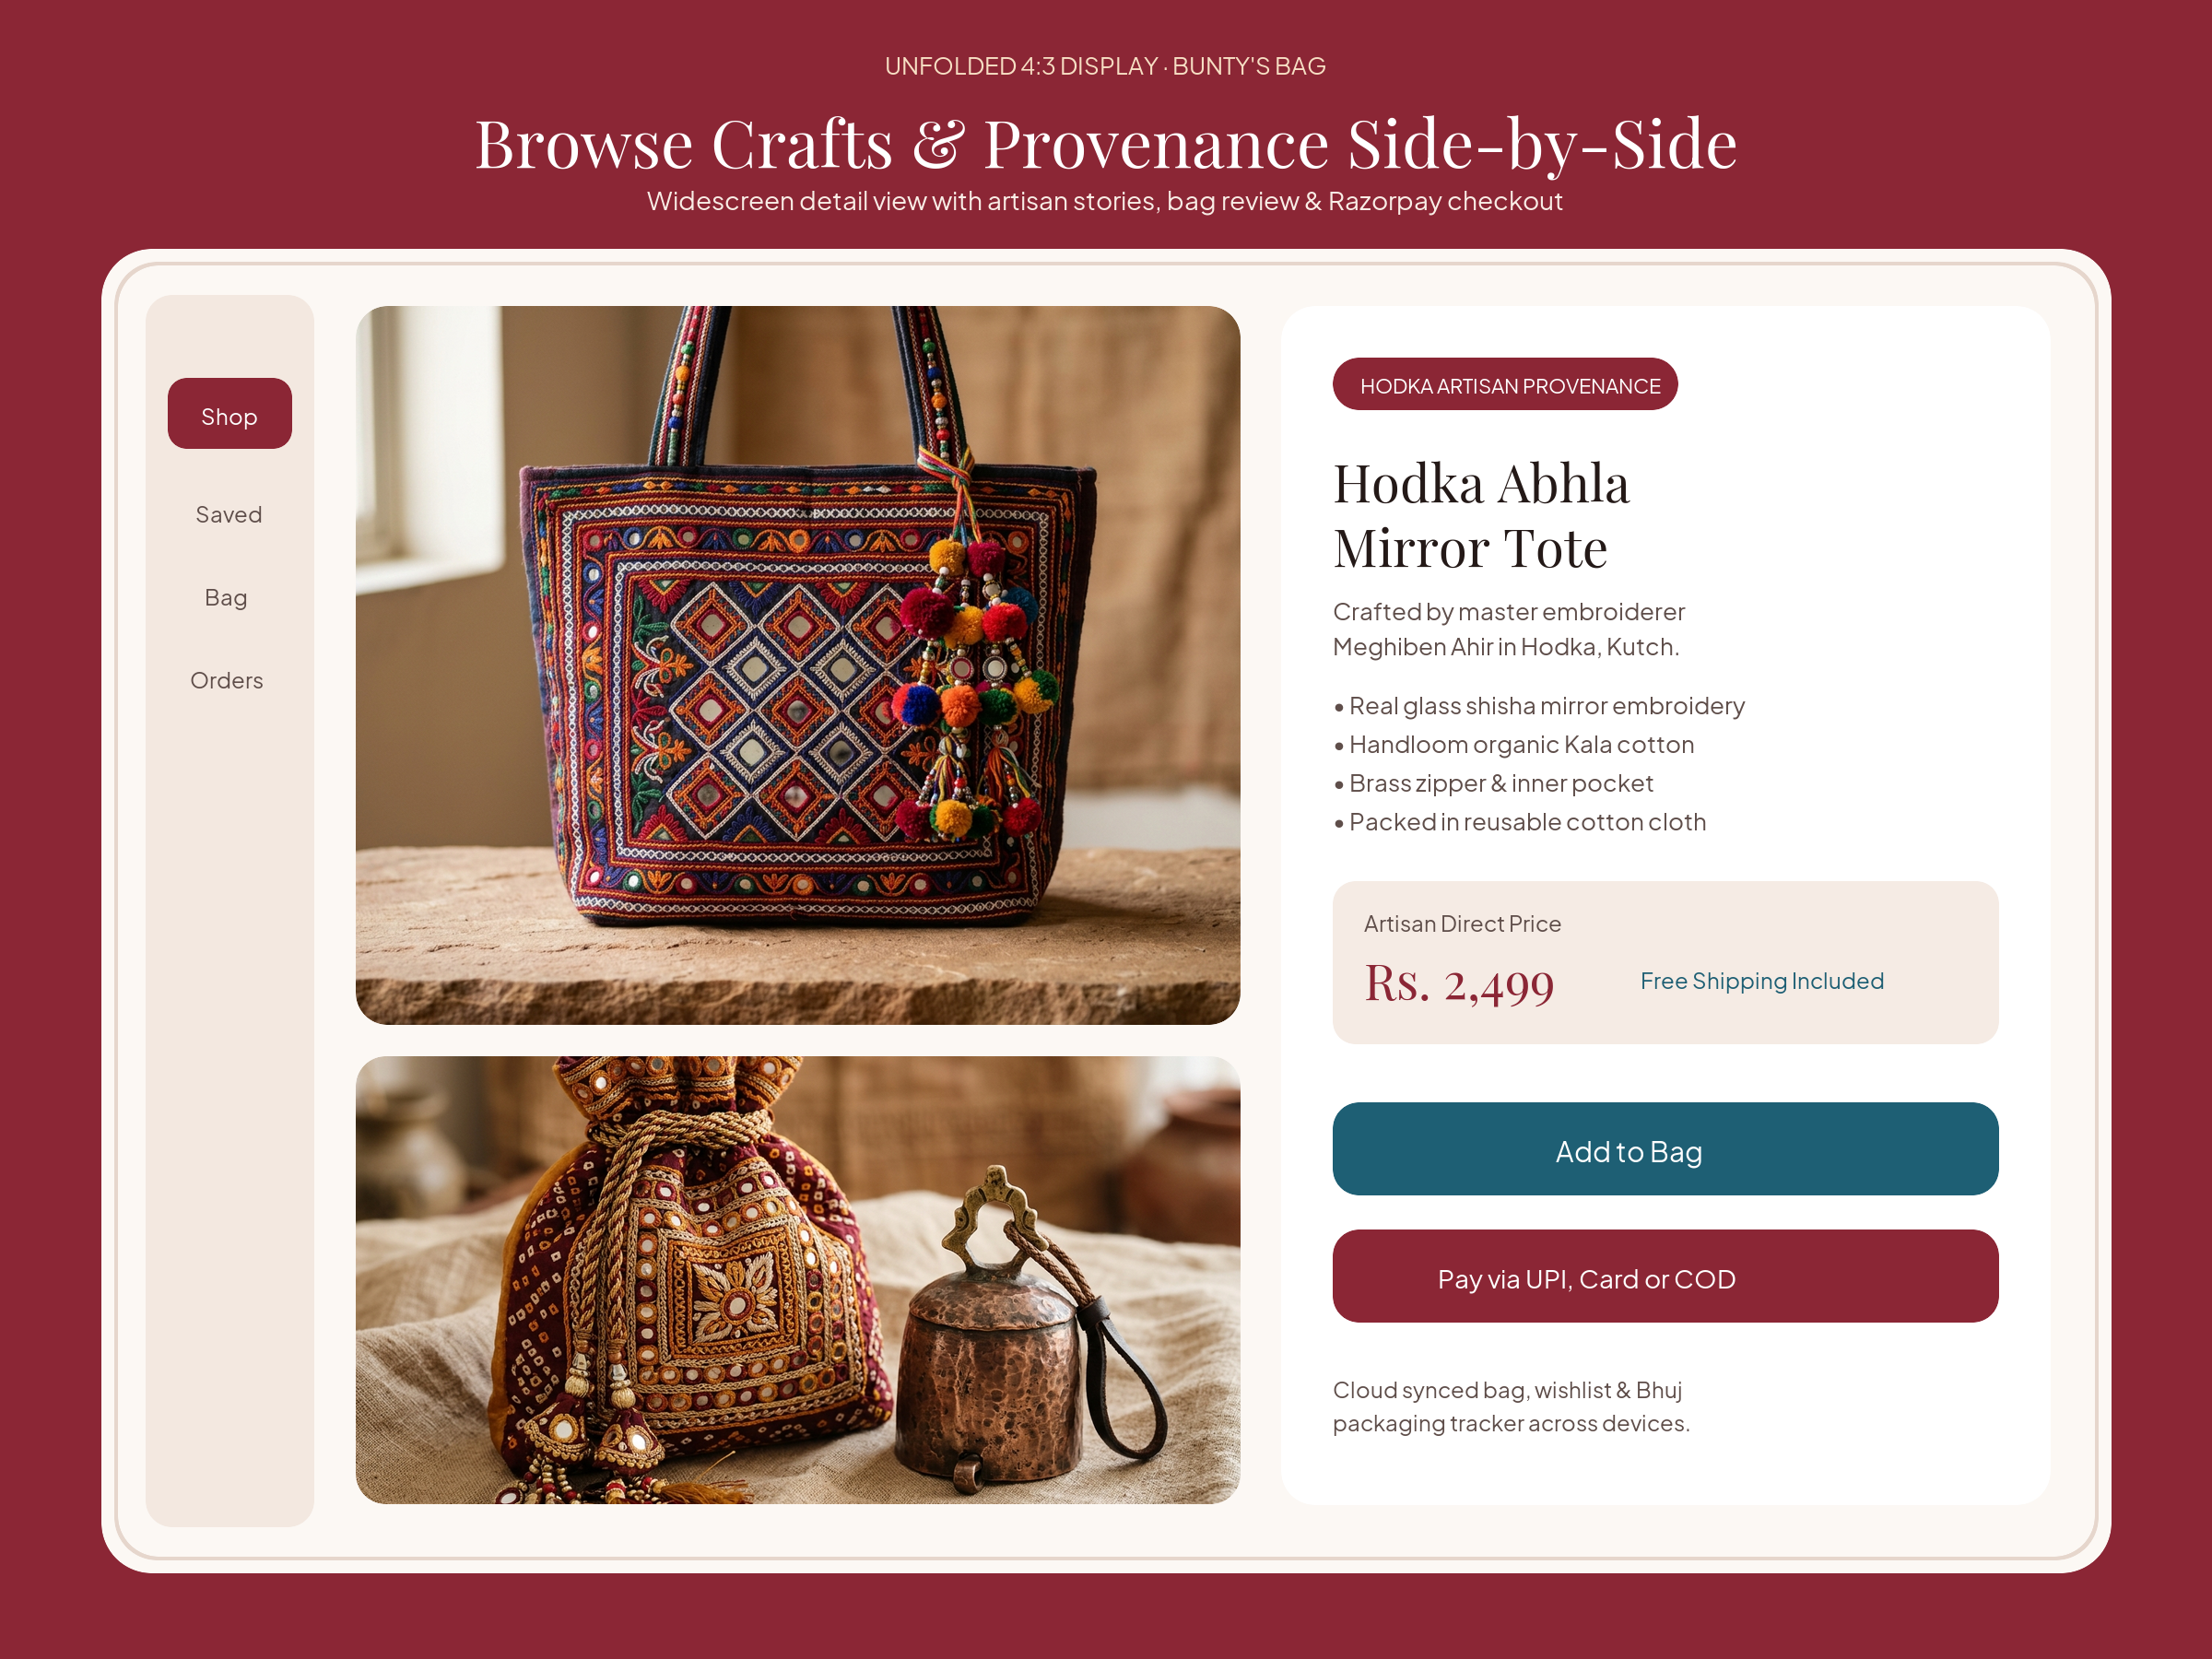 UNFOLDED 4:3 DISPLAY · BUNTY'S BAG
Browse Crafts & Provenance Side-by-Side
Widescreen detail view with artisan stories, bag review & Razorpay checkout
Shop
Saved
Bag
Orders
HODKA ARTISAN PROVENANCE
Hodka Abhla
Mirror Tote
Crafted by master embroiderer
Meghiben Ahir in Hodka, Kutch.
• Real glass shisha mirror embroidery
• Handloom organic Kala cotton
• Brass zipper & inner pocket
• Packed in reusable cotton cloth
Artisan Direct Price
Rs. 2,499
Free Shipping Included
Add to Bag
Pay via UPI, Card or COD
Cloud synced bag, wishlist & Bhuj
packaging tracker across devices.